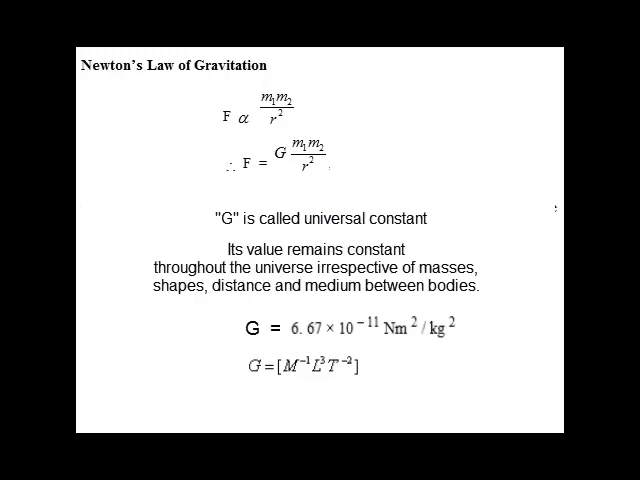 Newton's Law of Gravitation
F α m₁m₂/r²
∴ F = G m₁m₂/r²
"G" is called universal constant
Its value remains constant
throughout the universe irrespective of masses,
shapes, distance and medium between bodies.
G = 6.67 × 10⁻¹¹ Nm²/kg²
G=[M⁻¹L³T⁻²]